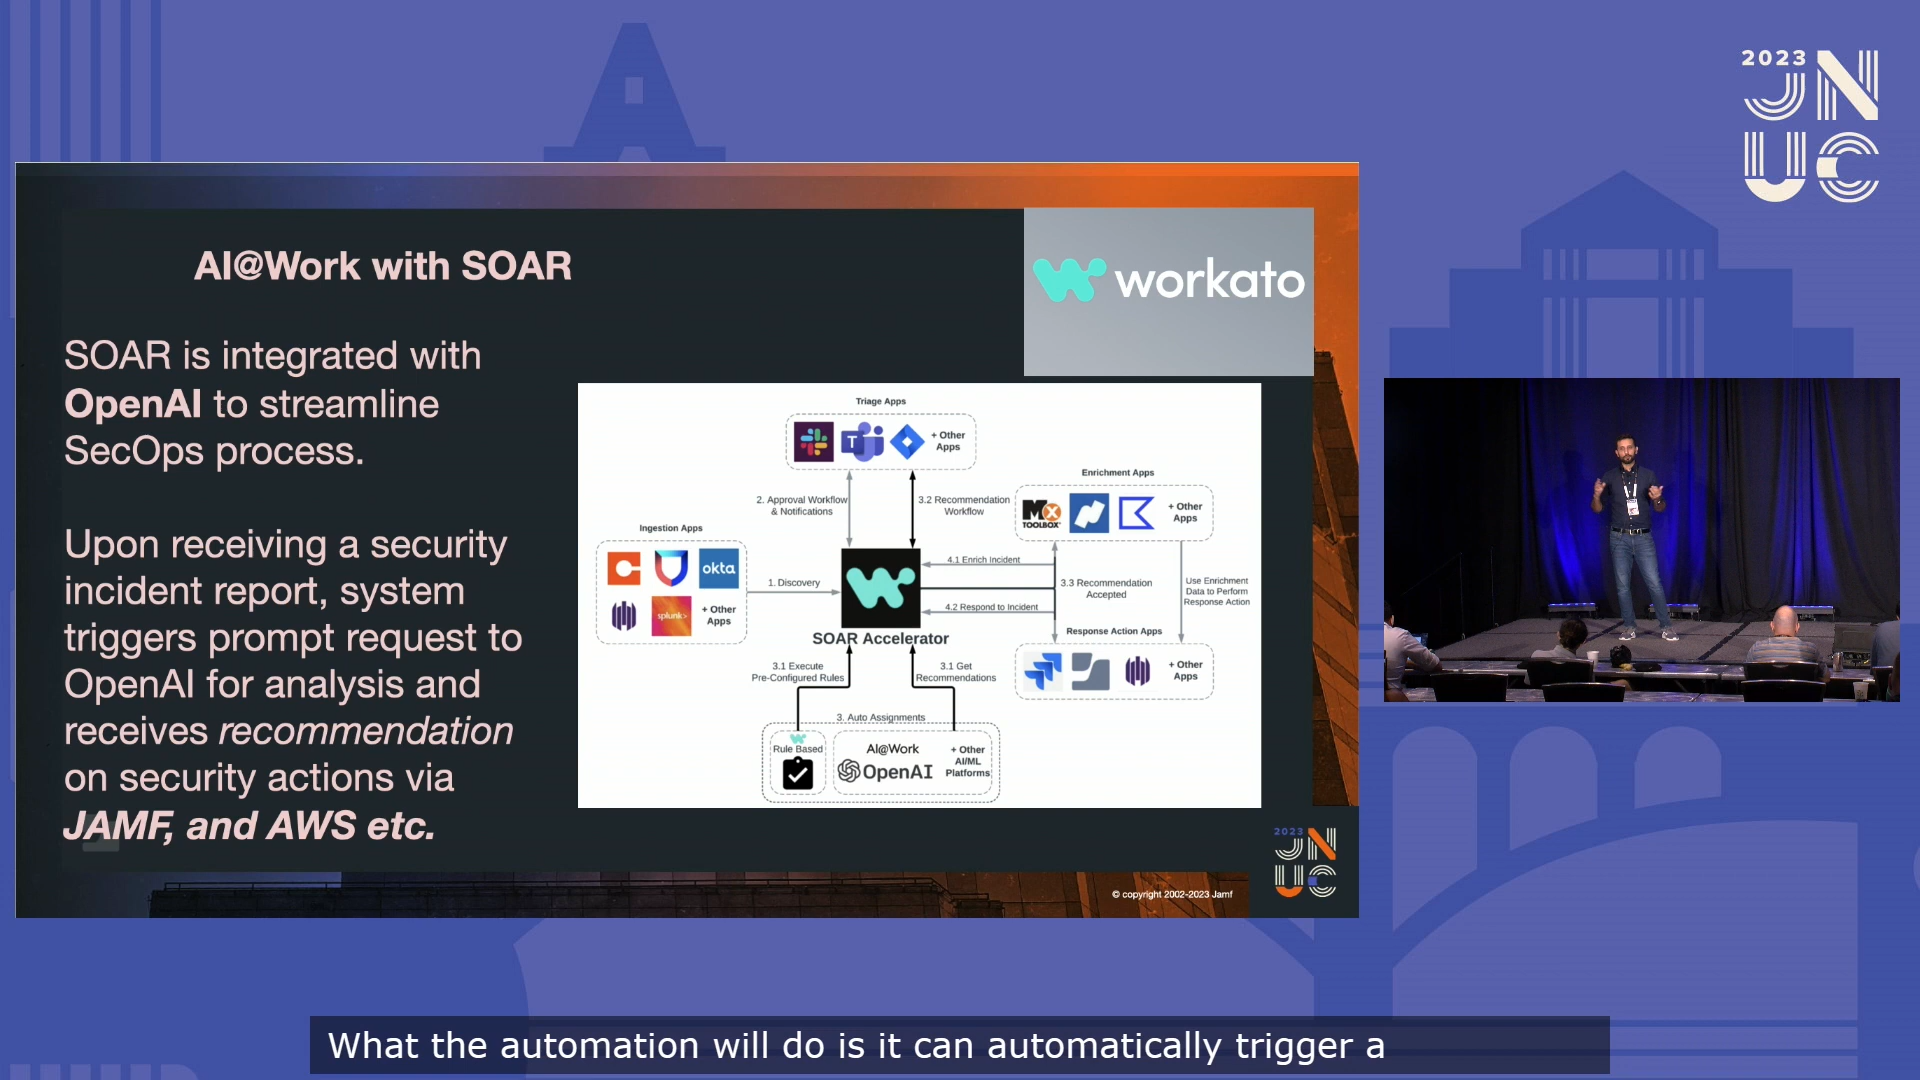 2023
JN
UC
AI@Work with SOAR
workato
SOAR is integrated with
OpenAI to streamline
SecOps process.
Upon receiving a security
incident report, system
triggers prompt request to
OpenAI for analysis and
receives recommendation
on security actions via
JAMF, and AWS etc.
Triage Apps
T
+ Other
Apps
2. Approval Workflow
& Notifications
3.2 Recommendation
Workflow
Enrichment Apps
MX
TOOLBOX
+ Other
Apps
Ingestion Apps
okta
splunk>
+ Other
Apps
1. Discovery
4.1 Enrich Incident
3.3 Recommendation
Accepted
Use Enrichment
Data to Perform
Response Action
4.2 Respond to Incident
SOAR Accelerator
Response Action Apps
+ Other
Apps
3.1 Execute
Pre-Configured Rules
3.1 Get
Recommendations
3. Auto Assignments
Rule Based
AI@Work
OpenAI
+ Other
AI/ML
Platforms
2023
JN
UC
© copyright 2002-2023 Jamf
What the automation will do is it can automatically trigger a